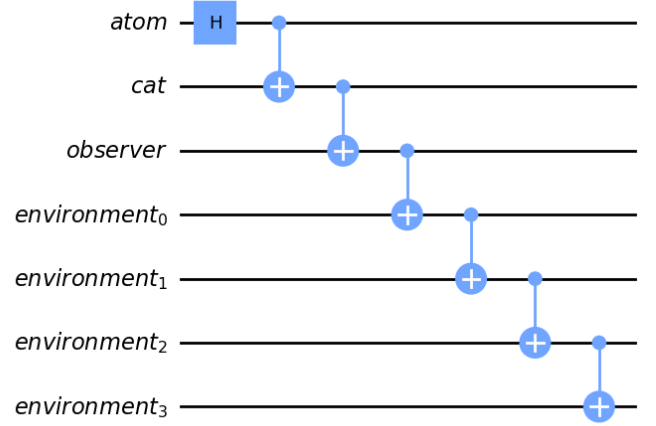 atom H
cat
observer
environment₀
environment₁
environment₂
environment₃